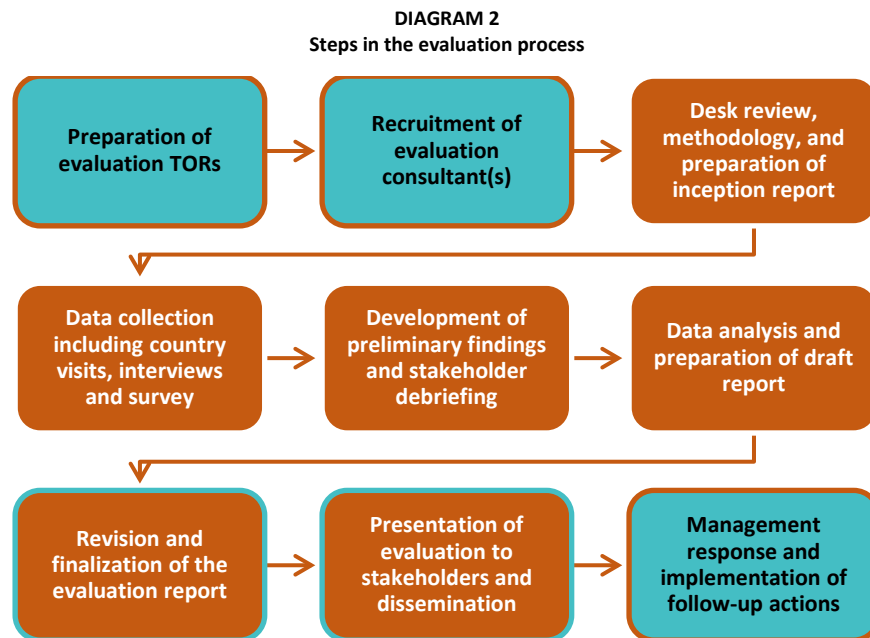 DIAGRAM 2
Steps in the evaluation process
Preparation of
evaluation TORs
Recruitment of
evaluation
consultant(s)
Desk review,
methodology, and
preparation of
inception report
Data collection
including country
visits, interviews
and survey
Development of
preliminary findings
and stakeholder
debriefing
Data analysis and
preparation of draft
report
Revision and
finalization of the
evaluation report
Presentation of
evaluation to
stakeholders and
dissemination
Management
response and
implementation of
follow-up actions